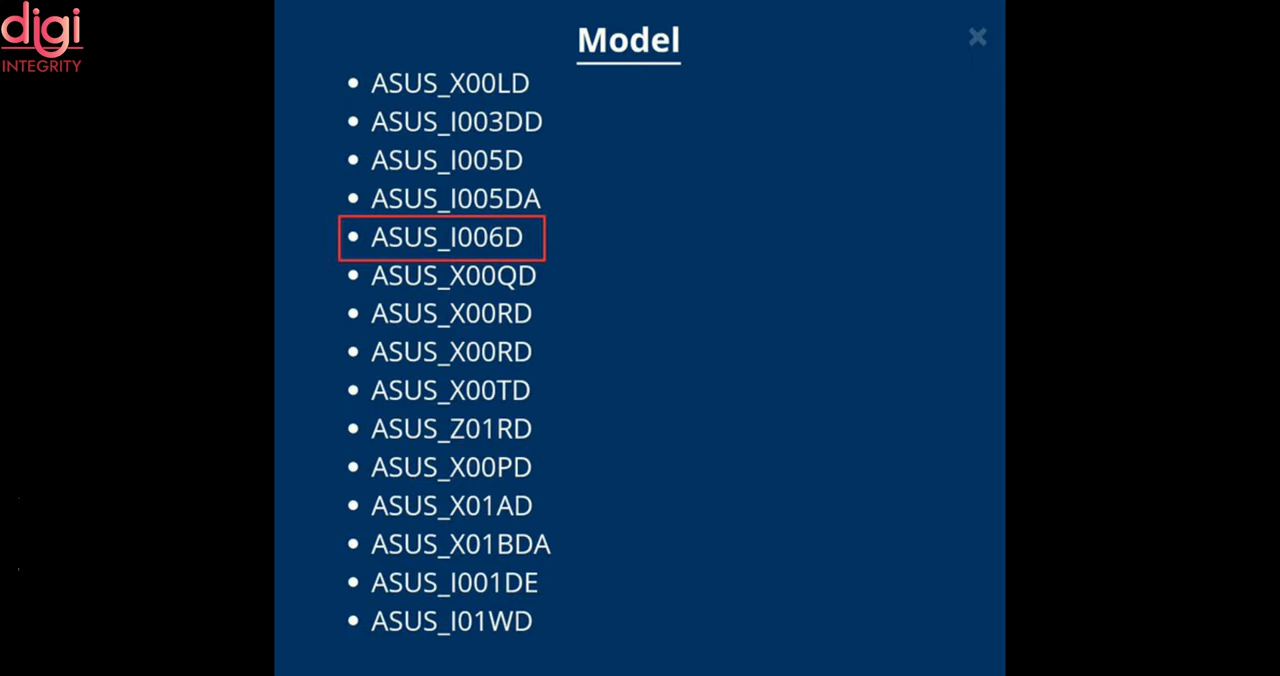 digi
INTEGRITY
Model
×
• ASUS_X00LD
• ASUS_I003DD
• ASUS_I005D
• ASUS_I005DA
• ASUS_I006D
• ASUS_X00QD
• ASUS_X00RD
• ASUS_X00RD
• ASUS_X00TD
• ASUS_Z01RD
• ASUS_X00PD
• ASUS_X01AD
• ASUS_X01BDA
• ASUS_I001DE
• ASUS_I01WD